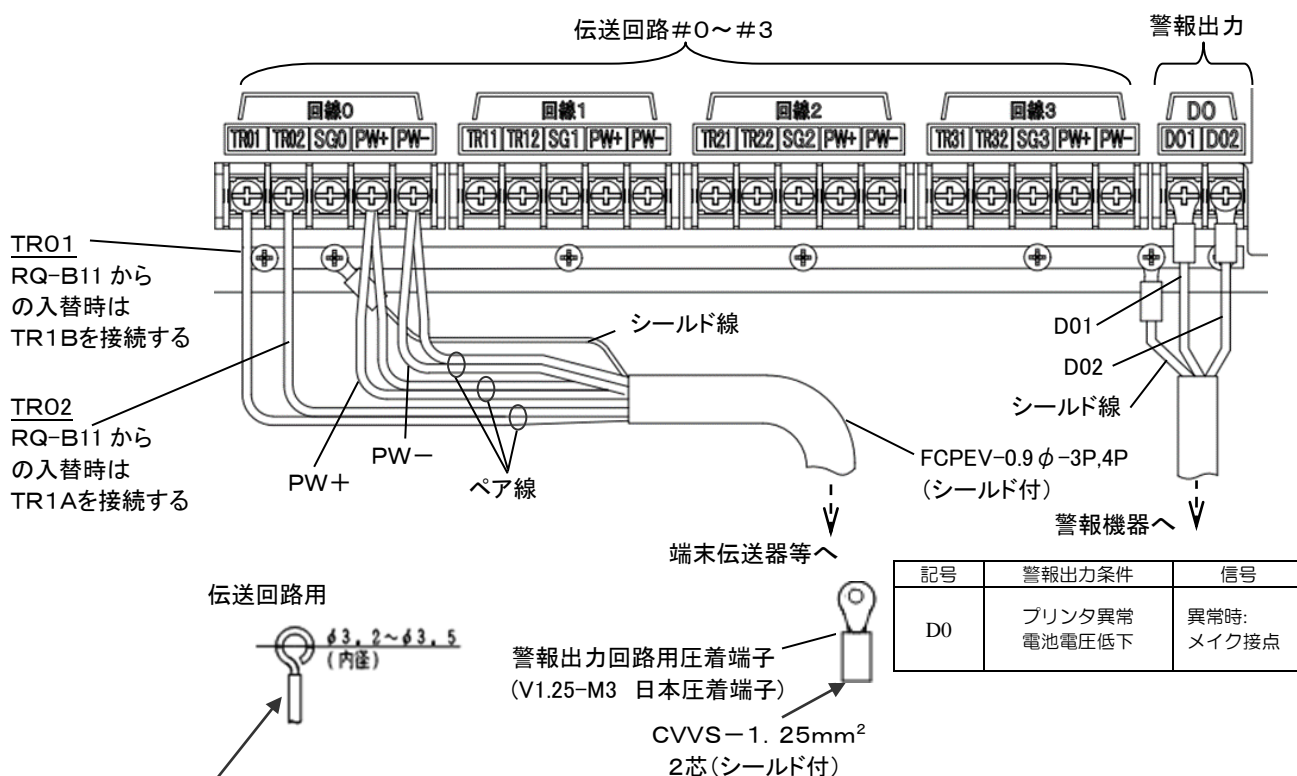 伝送回路#0～#3
警報出力
回線0
回線1
回線2
回線3
DO
TR01 TR02 SG0 PW+ PW-
TR11 TR12 SG1 PW+ PW-
TR21 TR22 SG2 PW+ PW-
TR31 TR32 SG3 PW+ PW-
D01 D02
TR01
RQ-B11 から
の入替時は
TR1Bを接続する
TR02
RQ-B11 から
の入替時は
TR1Aを接続する
シールド線
PW+
PW－
ペア線
D01
D02
シールド線
FCPEV-0.9φ-3P,4P
(シールド付)
端末伝送器等へ
警報機器へ
記号 警報出力条件 信号
D0 プリンタ異常 異常時:
電池電圧低下 メイク接点
伝送回路用
φ3.2～φ3.5
(内径)
警報出力回路用圧着端子
(V1.25-M3 日本圧着端子)
CVVS－1.25mm²
2芯(シールド付)